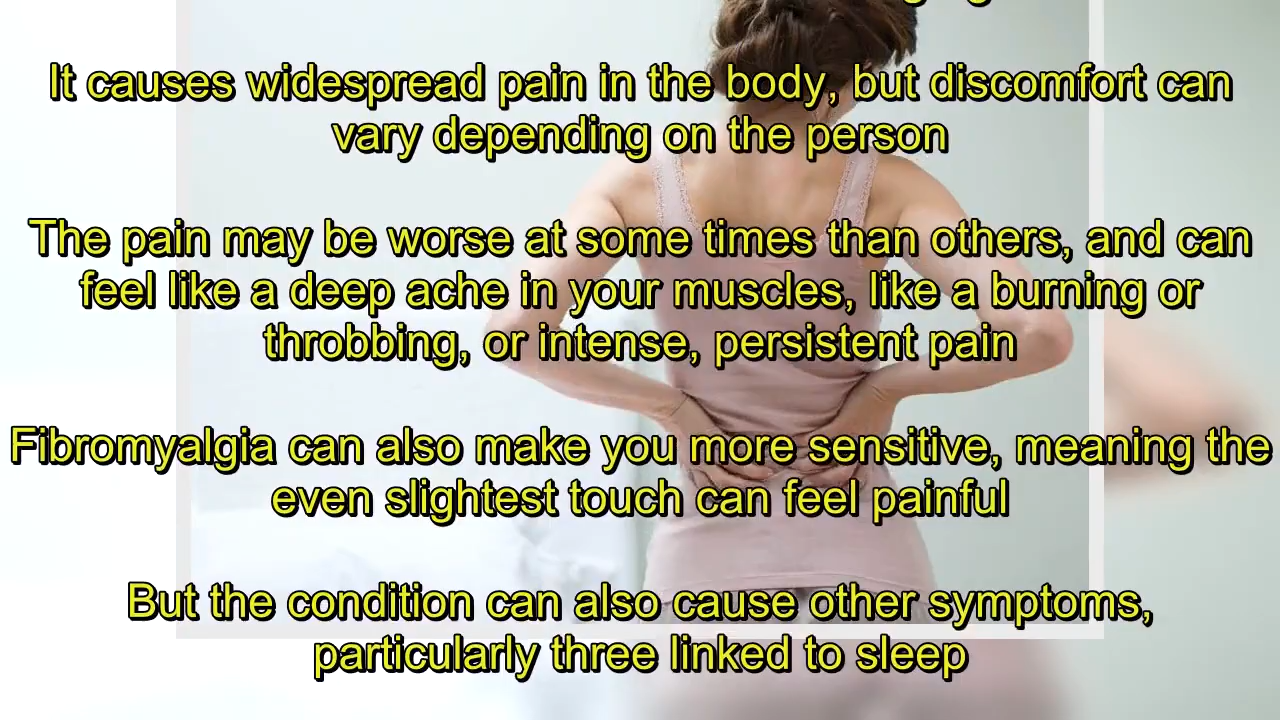 It causes widespread pain in the body, but discomfort can
vary depending on the person
The pain may be worse at some times than others, and can
feel like a deep ache in your muscles, like a burning or
throbbing, or intense, persistent pain
Fibromyalgia can also make you more sensitive, meaning the
even slightest touch can feel painful
But the condition can also cause other symptoms,
particularly three linked to sleep